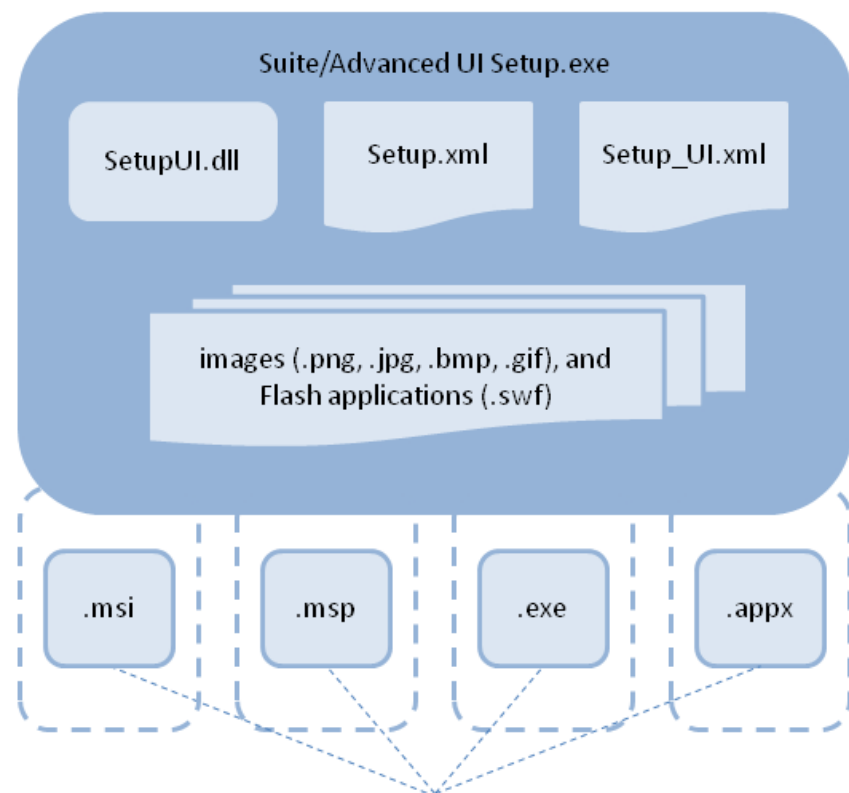 Suite/Advanced UI Setup.exe
SetupUI.dll
Setup.xml
Setup_UI.xml
images (.png, .jpg, .bmp, .gif), and
Flash applications (.swf)
.msi
.msp
.exe
.appx